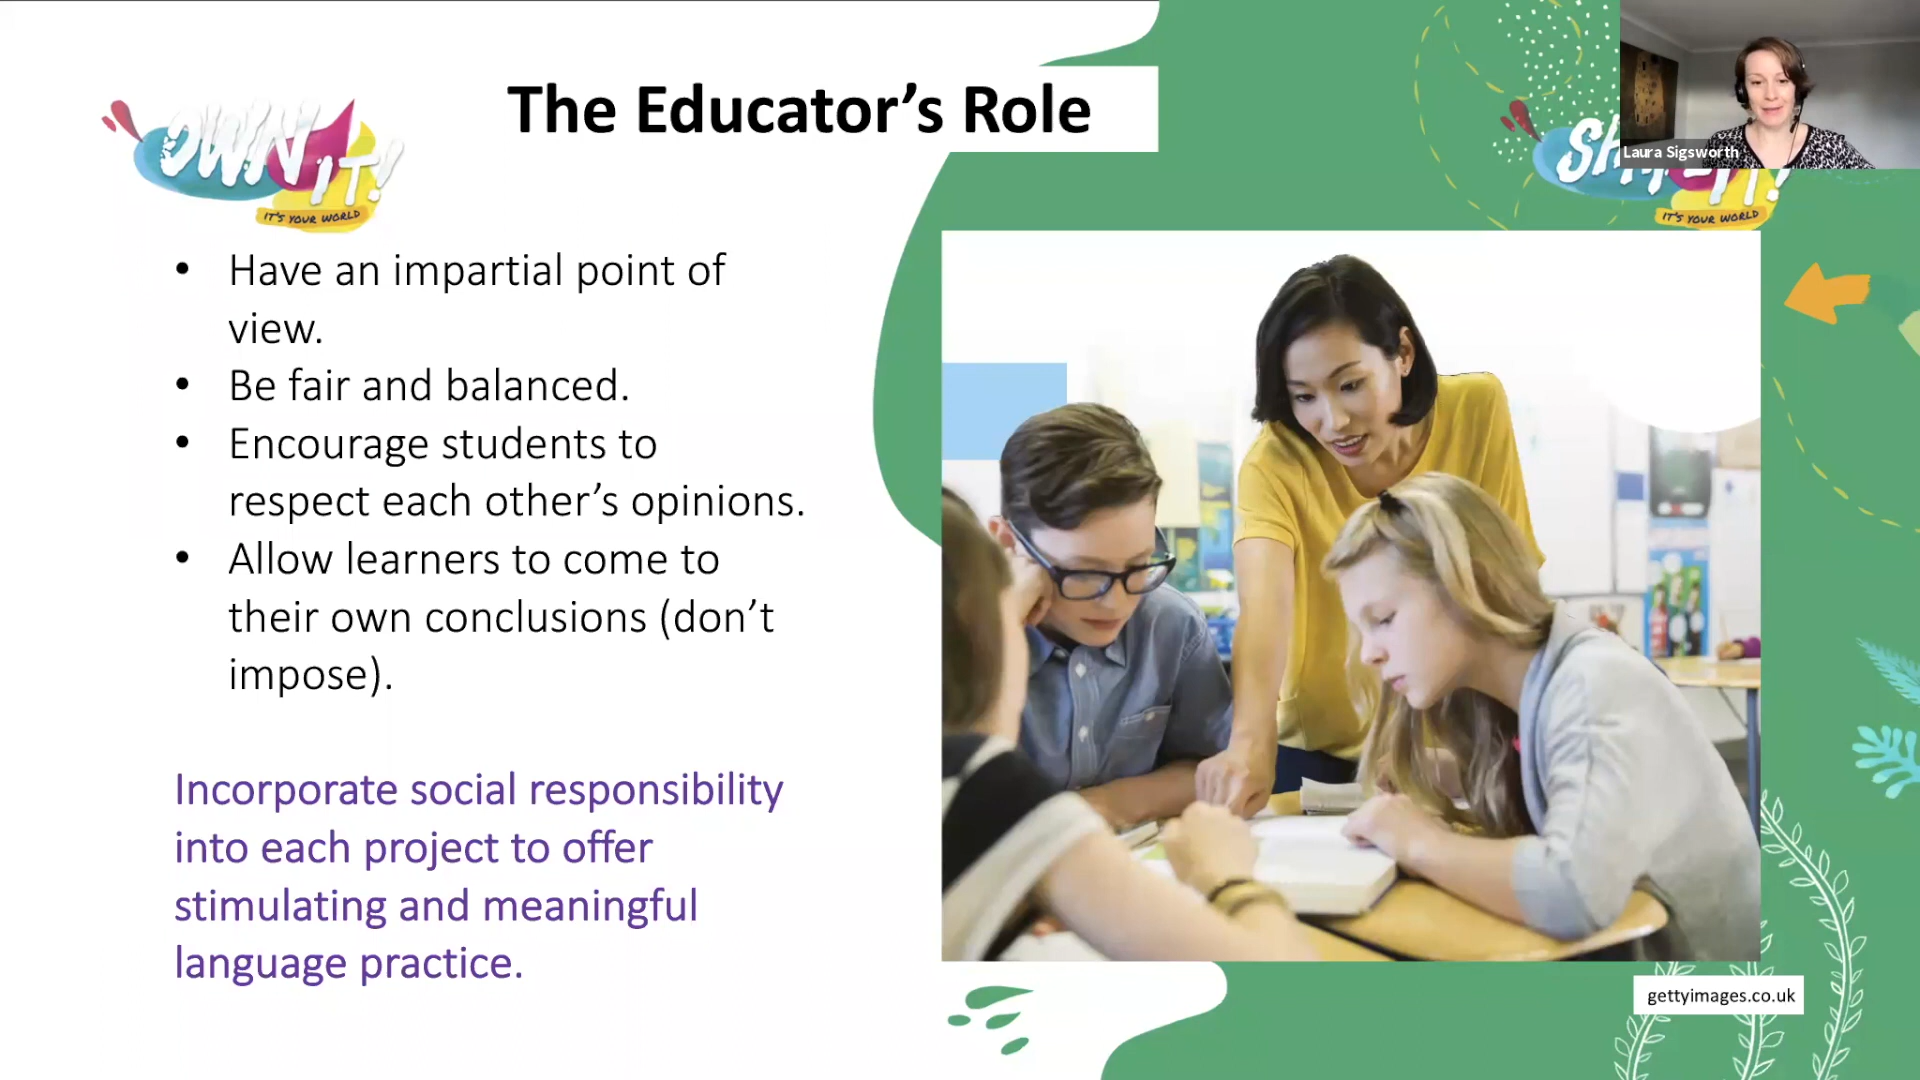 The Educator’s Role
OWN IT!
IT'S YOUR WORLD
Laura Sigsworth
IT'S YOUR WORLD
• Have an impartial point of
view.
• Be fair and balanced.
• Encourage students to
respect each other’s opinions.
• Allow learners to come to
their own conclusions (don’t
impose).
Incorporate social responsibility
into each project to offer
stimulating and meaningful
language practice.
gettyimages.co.uk